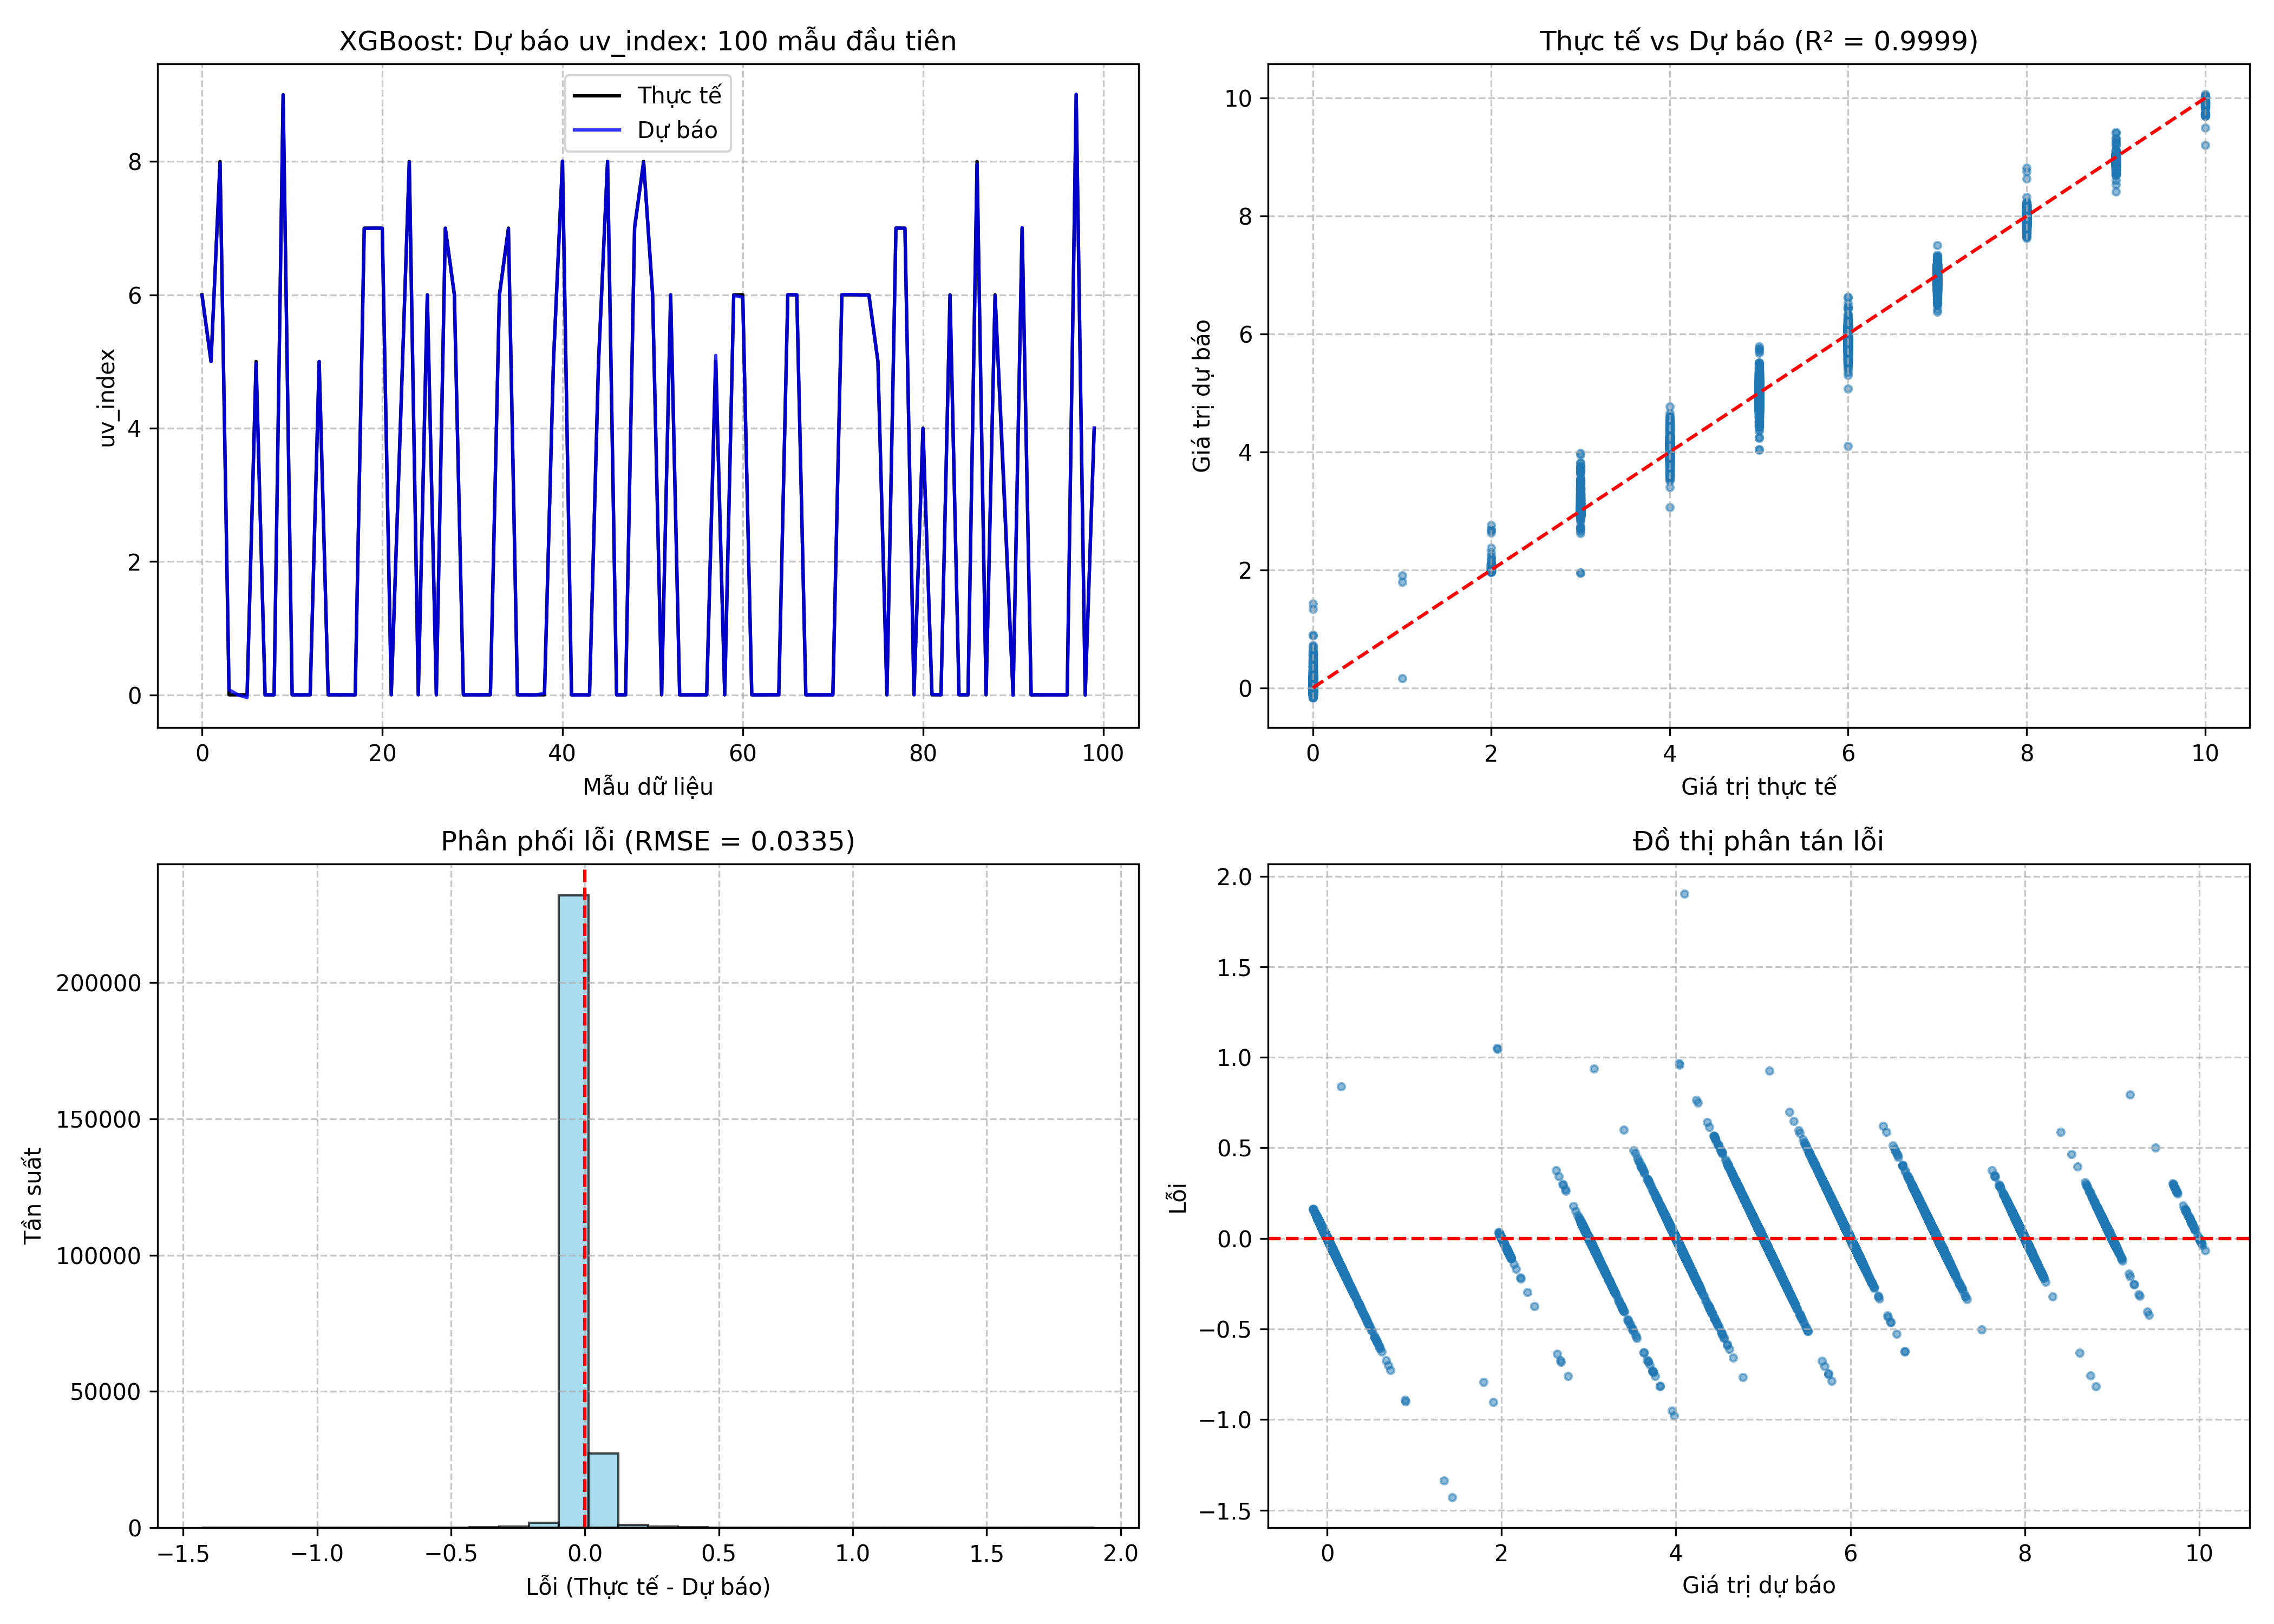 XGBoost: Dự báo uv_index: 100 mẫu đầu tiên
Thực tế
Dự báo
uv_index
8
6
4
2
0
0 20 40 60 80 100
Mẫu dữ liệu
Thực tế vs Dự báo (R² = 0.9999)
Giá trị dự báo
10
8
6
4
2
0
0 2 4 6 8 10
Giá trị thực tế
Phân phối lỗi (RMSE = 0.0335)
Tần suất
200000
150000
100000
50000
0
−1.5 −1.0 −0.5 0.0 0.5 1.0 1.5 2.0
Lỗi (Thực tế - Dự báo)
Đồ thị phân tán lỗi
Lỗi
2.0
1.5
1.0
0.5
0.0
−0.5
−1.0
−1.5
0 2 4 6 8 10
Giá trị dự báo